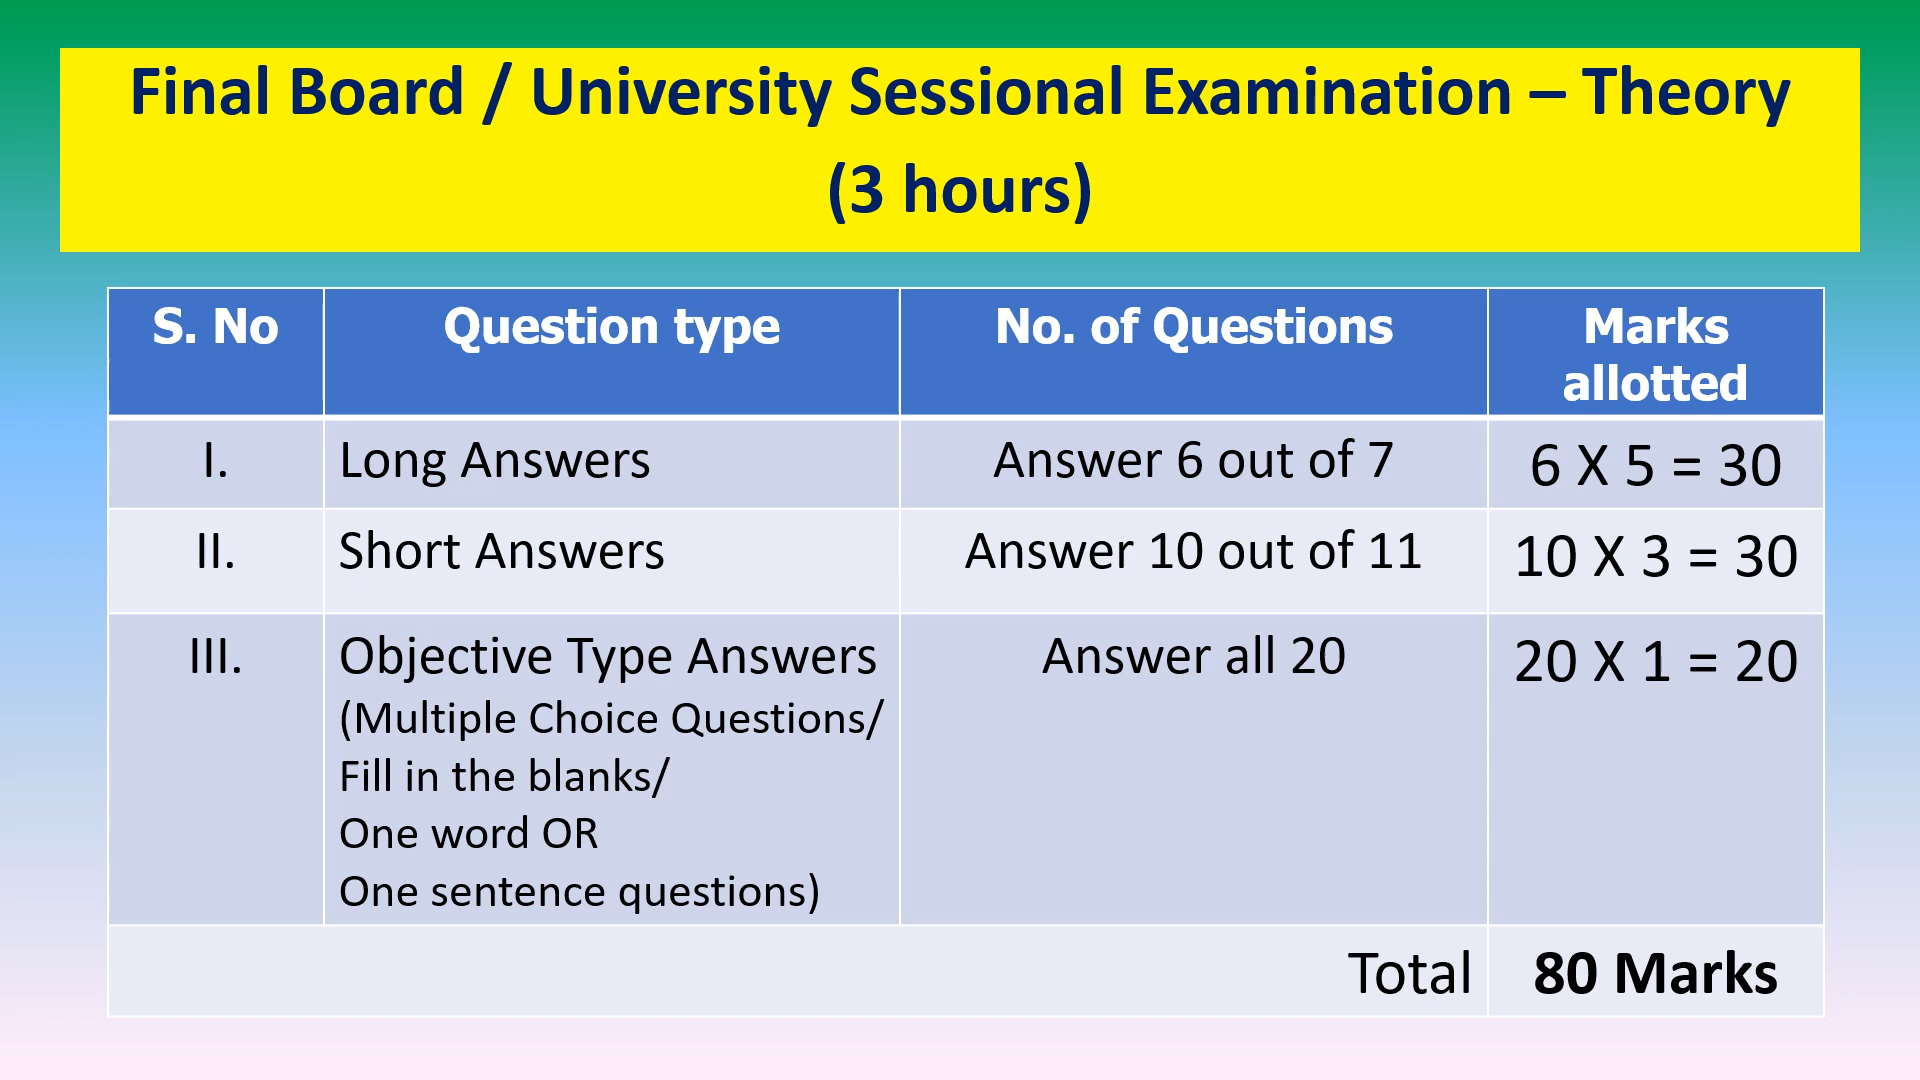 Final Board / University Sessional Examination – Theory
(3 hours)
S. No
Question type
No. of Questions
Marks
allotted
I.
Long Answers
Answer 6 out of 7
6 X 5 = 30
II.
Short Answers
Answer 10 out of 11
10 X 3 = 30
III.
Objective Type Answers
(Multiple Choice Questions/
Fill in the blanks/
One word OR
One sentence questions)
Answer all 20
20 X 1 = 20
Total
80 Marks